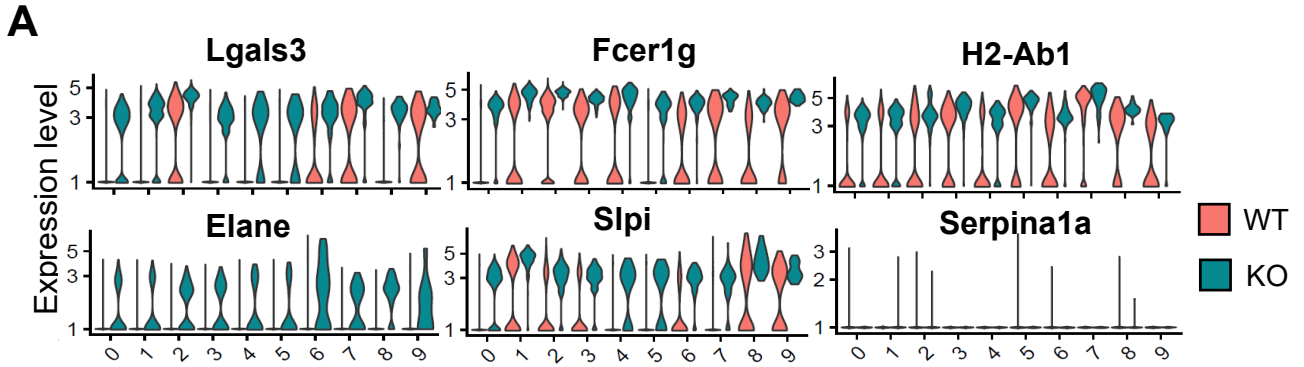 A
Lgals3 Fcer1g H2-Ab1
Expression level
5 5 5
3 3 3
1 1 1
Elane Slpi Serpina1a
5 5 3
3 3 2
1 1 1
0 1 2 3 4 5 6 7 8 9 0 1 2 3 4 5 6 7 8 9 0 1 2 3 4 5 6 7 8 9
WT
KO